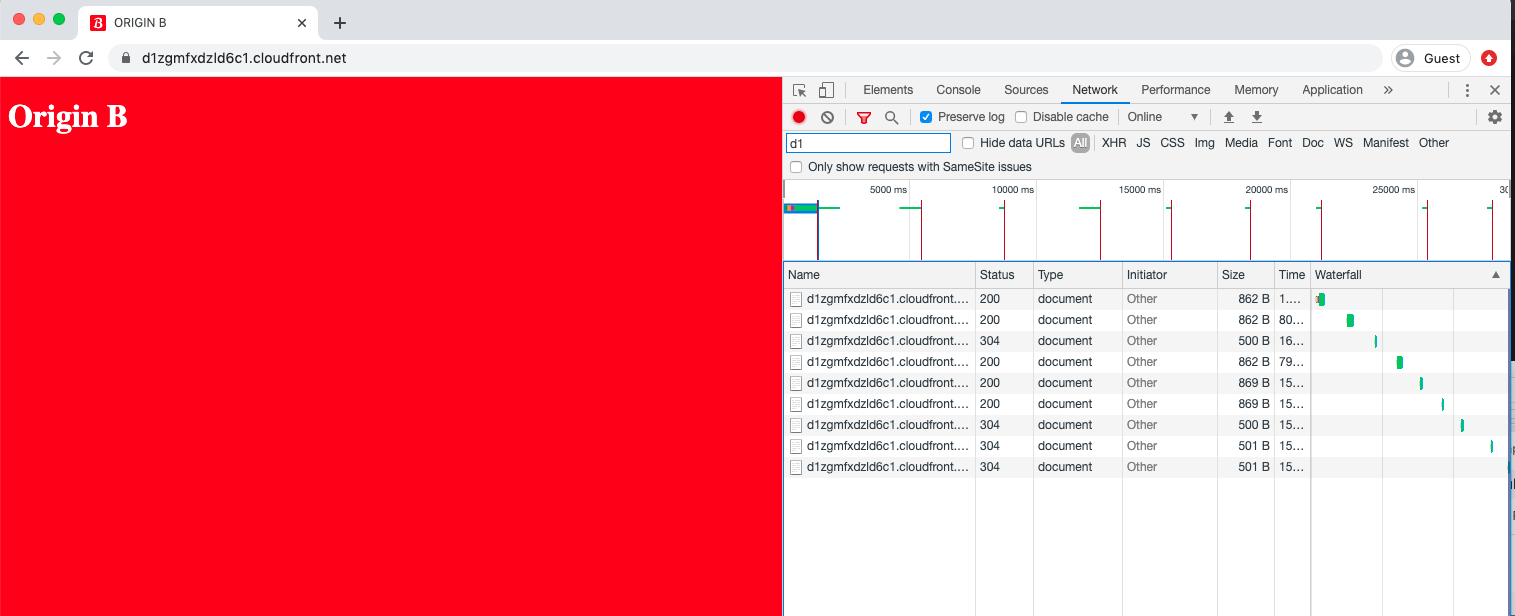 B ORIGIN B
d1zgmfxdzld6c1.cloudfront.net Guest
Origin B
Elements Console Sources Network Performance Memory Application
Preserve log Disable cache Online
d1 Hide data URLs All XHR JS CSS Img Media Font Doc WS Manifest Other
Only show requests with SameSite issues
5000 ms 10000 ms 15000 ms 20000 ms 25000 ms
Name Status Type Initiator Size Time Waterfall
d1zgmfxdzld6c1.cloudfront.… 200 document Other 862 B 1.…
d1zgmfxdzld6c1.cloudfront.… 200 document Other 862 B 80…
d1zgmfxdzld6c1.cloudfront.… 304 document Other 500 B 16…
d1zgmfxdzld6c1.cloudfront.… 200 document Other 862 B 79…
d1zgmfxdzld6c1.cloudfront.… 200 document Other 869 B 15…
d1zgmfxdzld6c1.cloudfront.… 200 document Other 869 B 15…
d1zgmfxdzld6c1.cloudfront.… 304 document Other 500 B 15…
d1zgmfxdzld6c1.cloudfront.… 304 document Other 501 B 15…
d1zgmfxdzld6c1.cloudfront.… 304 document Other 501 B 15…